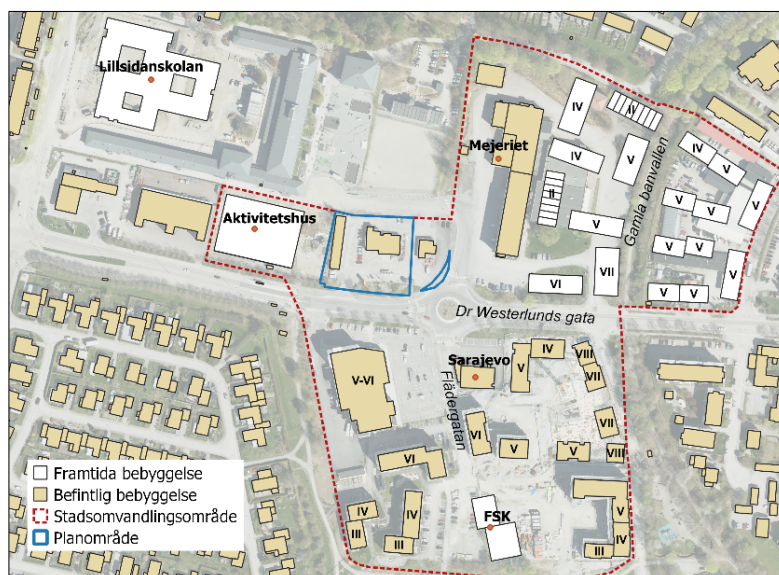 Lillsidanskolan
IV
II
Mejeriet
IV
IV
V
V
II
Gamla banvallen
Aktivitetshus
V
V
V
V
V
V
VI
VII
V
V
V
Dr Westerlunds gata
Sarajevo
IV
VIII
V-VI
V
VII
Flädergatan
VI
V
VII
V
VIII
VI
IV
IV
FSK
V
III
III
III
IV
Framtida bebyggelse
Befintlig bebyggelse
Stadsomvandlingsområde
Planområde